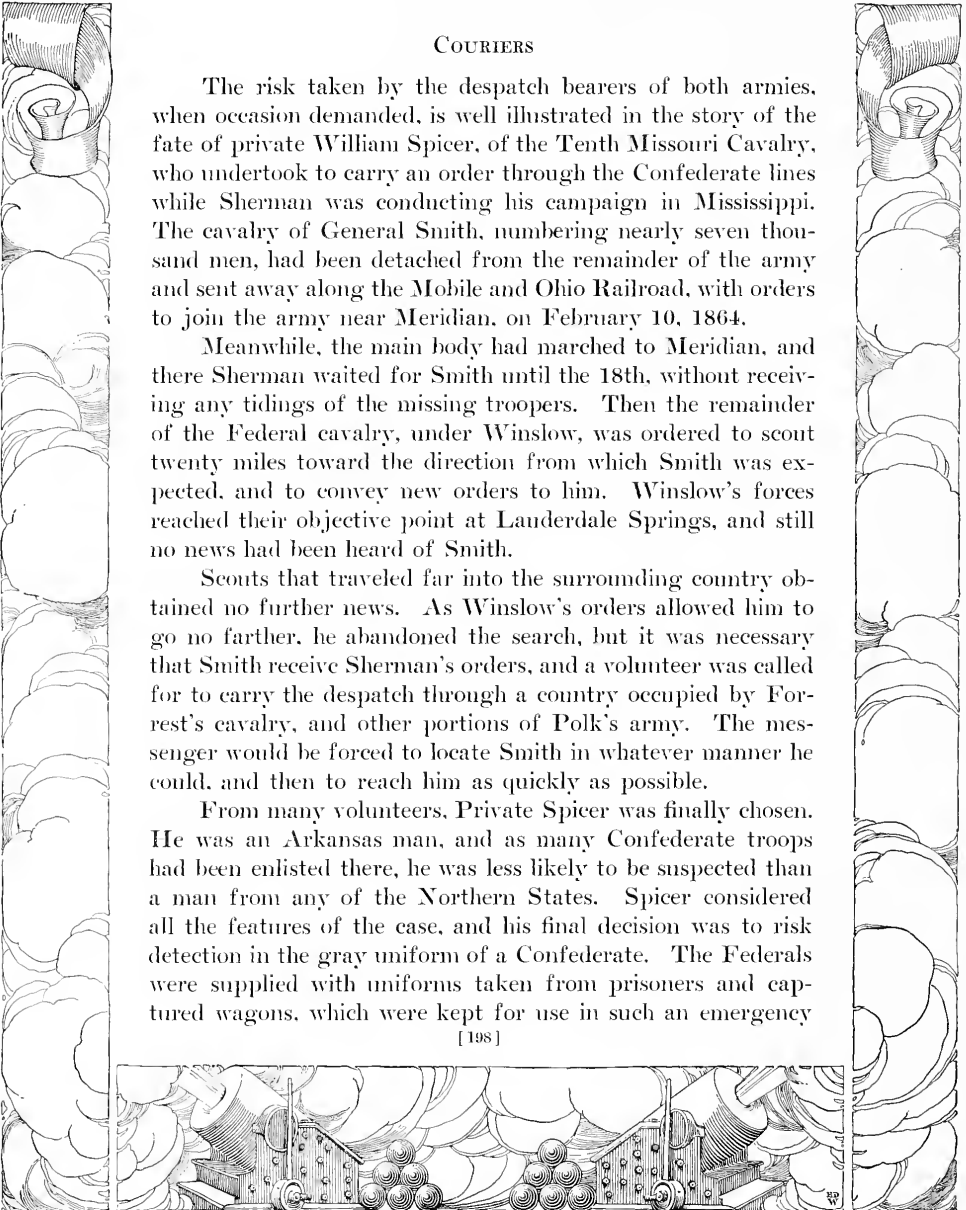 Couriers
The risk taken by the despatch bearers of both armies,
when occasion demanded, is well illustrated in the story of the
fate of private William Spicer, of the Tenth Missouri Cavalry,
who undertook to carry an order through the Confederate lines
while Sherman was conducting his campaign in Mississippi.
The cavalry of General Smith, numbering nearly seven thou-
sand men, had been detached from the remainder of the army
and sent away along the Mobile and Ohio Railroad, with orders
to join the army near Meridian, on February 10, 1864.
Meanwhile, the main body had marched to Meridian, and
there Sherman waited for Smith until the 18th, without receiv-
ing any tidings of the missing troopers. Then the remainder
of the Federal cavalry, under Winslow, was ordered to scout
twenty miles toward the direction from which Smith was ex-
pected, and to convey new orders to him. Winslow's forces
reached their objective point at Lauderdale Springs, and still
no news had been heard of Smith.
Scouts that traveled far into the surrounding country ob-
tained no further news. As Winslow's orders allowed him to
go no farther, he abandoned the search, but it was necessary
that Smith receive Sherman's orders, and a volunteer was called
for to carry the despatch through a country occupied by For-
rest's cavalry, and other portions of Polk's army. The mes-
senger would be forced to locate Smith in whatever manner he
could, and then to reach him as quickly as possible.
From many volunteers, Private Spicer was finally chosen.
He was an Arkansas man, and as many Confederate troops
had been enlisted there, he was less likely to be suspected than
a man from any of the Northern States. Spicer considered
all the features of the case, and his final decision was to risk
detection in the gray uniform of a Confederate. The Federals
were supplied with uniforms taken from prisoners and cap-
tured wagons, which were kept for use in such an emergency
[198]